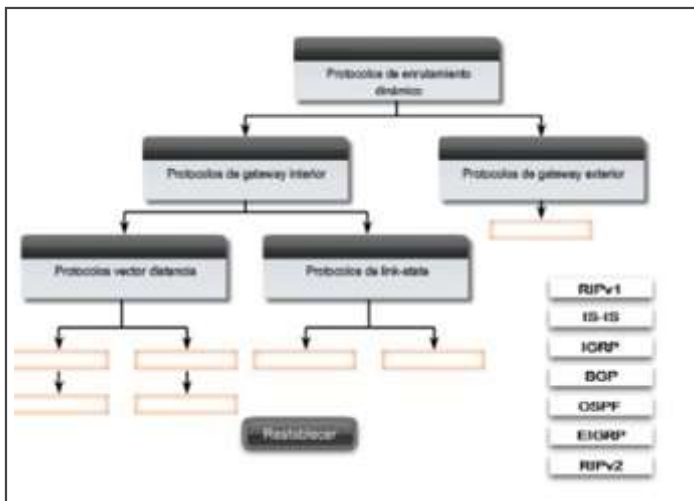 Protocolos de enrutamiento
dinámico
Protocolos de gateway interior
Protocolos de gateway exterior
Protocolos vector distancia
Protocolos de link-state
RIPv1
IS-IS
IGRP
BGP
OSPF
EIGRP
RIPv2
Restablecer